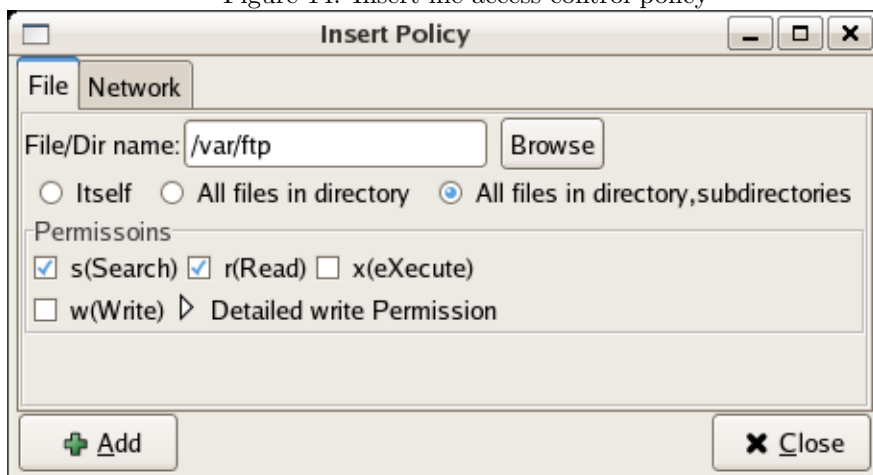 Figure 14: Insert file access control policy
Insert Policy
File Network
File/Dir name: /var/ftp Browse
Itself All files in directory All files in directory,subdirectories
Permissoins
s(Search) r(Read) x(eXecute)
w(Write) Detailed write Permission
Add Close